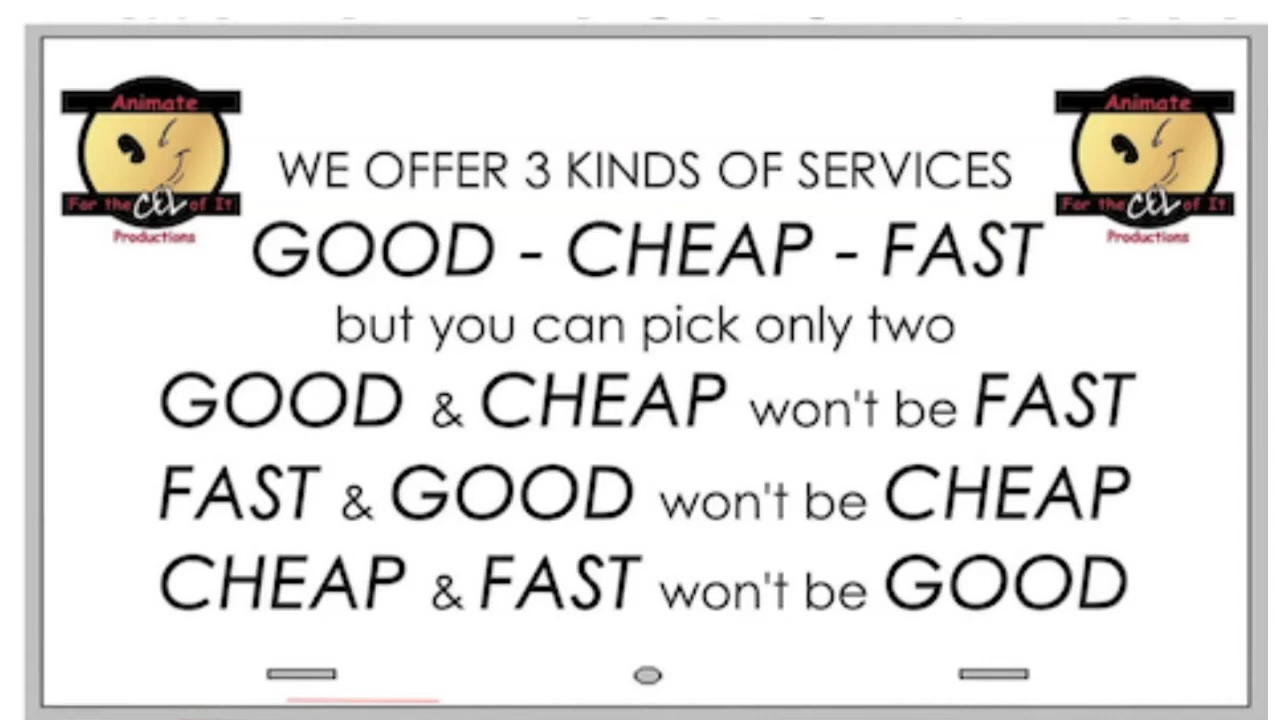 Animate
For the CEL of It
Productions
Animate
For the CEL of It
Productions
WE OFFER 3 KINDS OF SERVICES
GOOD - CHEAP - FAST
but you can pick only two
GOOD & CHEAP won't be FAST
FAST & GOOD won't be CHEAP
CHEAP & FAST won't be GOOD